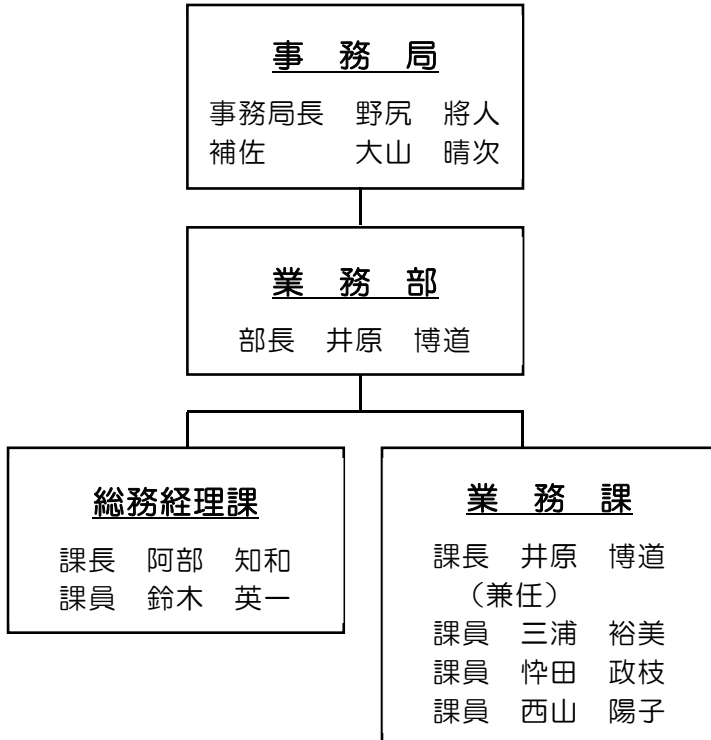 事　務　局
事務局長　野尻　將人
補佐　　　大山　晴次
業　務　部
部長　井原　博道
総務経理課
課長　阿部　知和
課員　鈴木　英一
業　務　課
課長　井原　博道
（兼任）
課員　三浦　裕美
課員　忰田　政枝
課員　西山　陽子